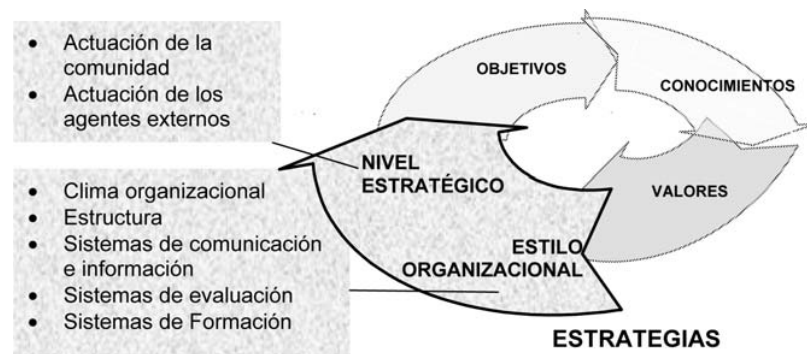 • Actuación de la
comunidad
• Actuación de los
agentes externos
• Clima organizacional
• Estructura
• Sistemas de comunicación
e información
• Sistemas de evaluación
• Sistemas de Formación
OBJETIVOS
CONOCIMIENTOS
VALORES
NIVEL
ESTRATÉGICO
ESTILO
ORGANIZACIONAL
ESTRATEGIAS